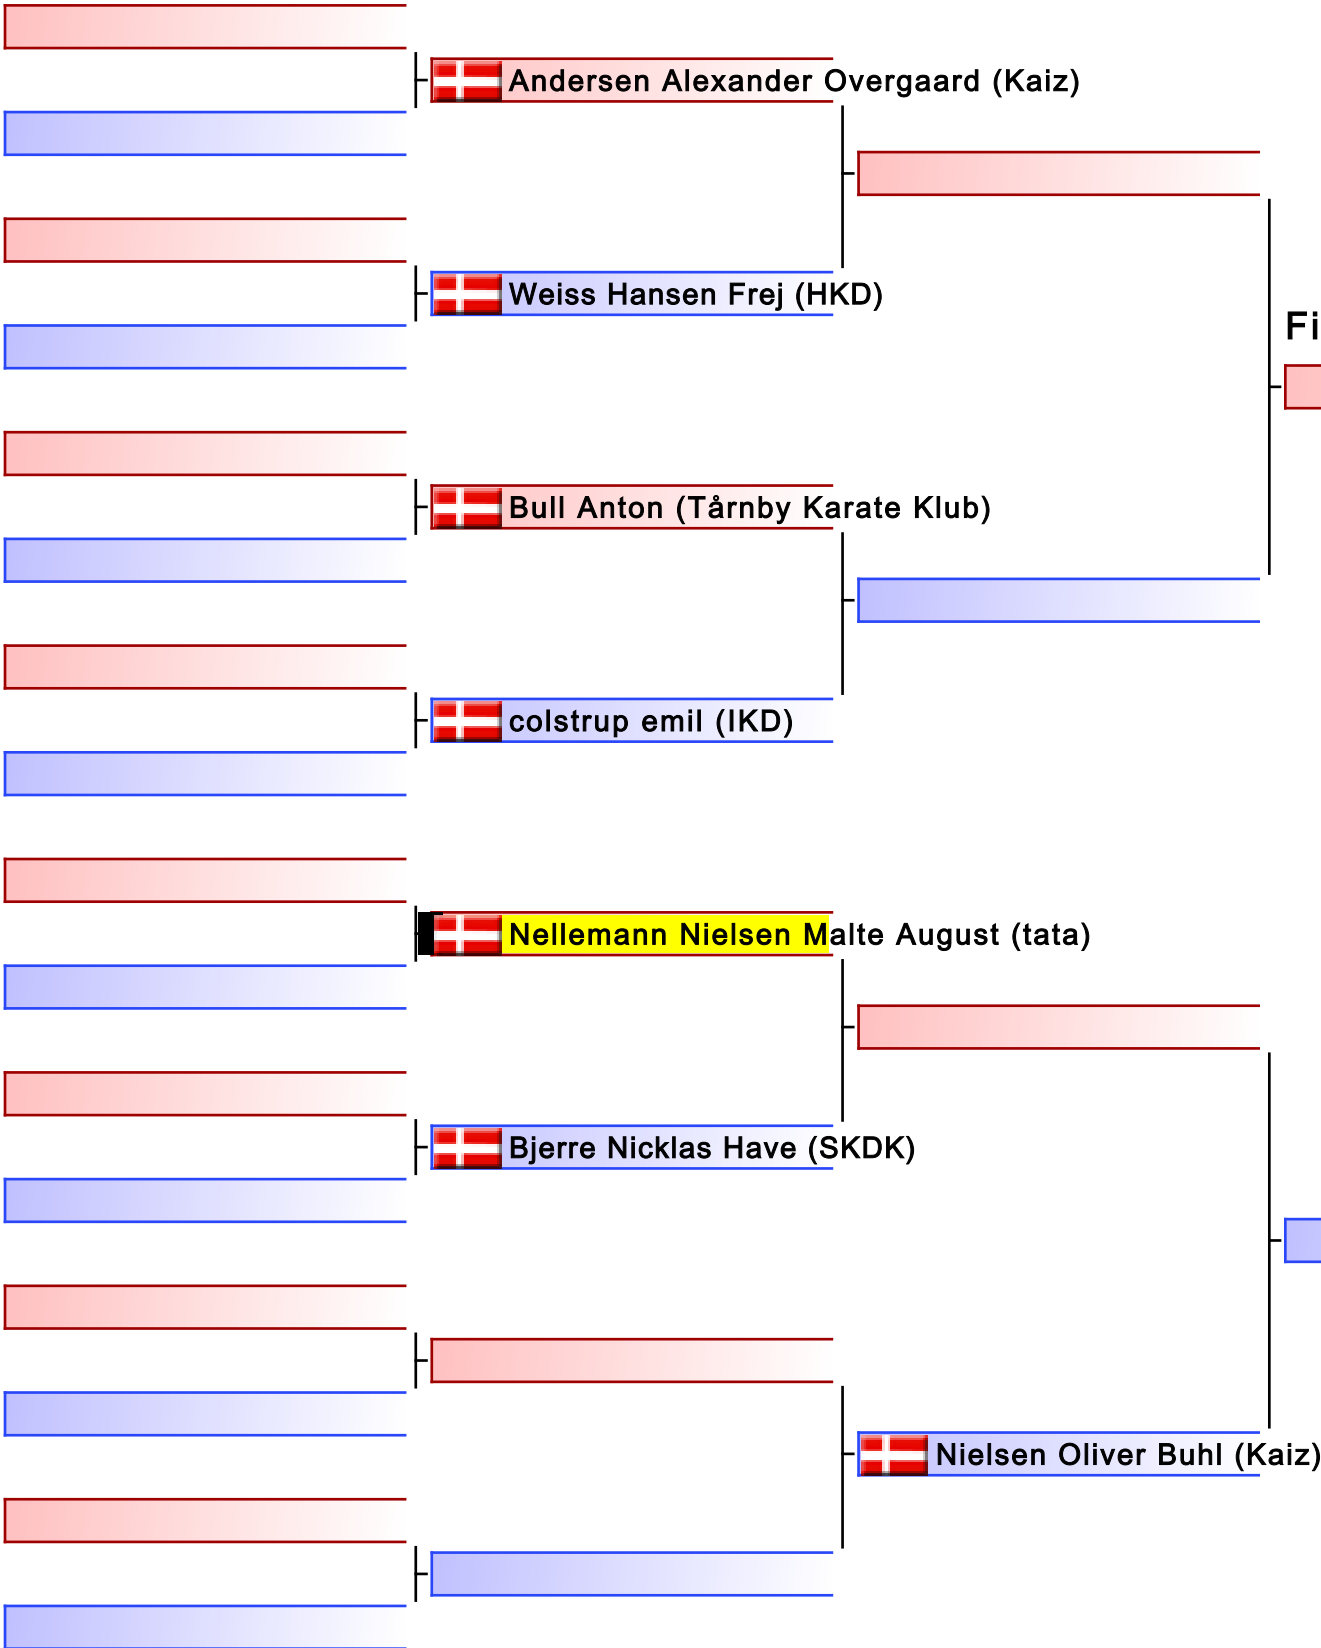 Andersen Alexander Overgaard (Kaiz)
Weiss Hansen Frej (HKD)
Fi
Bull Anton (Tårnby Karate Klub)
colstrup emil (IKD)
Nellemann Nielsen Malte August (tata)
Bjerre Nicklas Have (SKDK)
Nielsen Oliver Buhl (Kaiz)